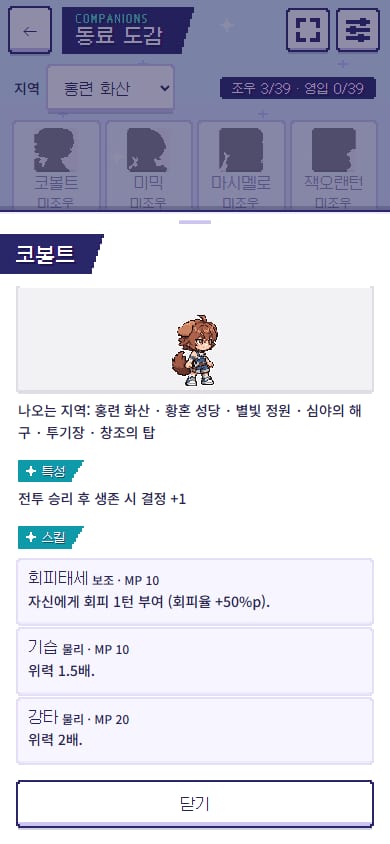 ←
COMPANIONS
동료 도감
지역
홍련 화산
조우 3/39 · 영입 0/39
코볼트
미믹
마시멜로
잭오랜턴
미조우
미조우
미조우
미조우
코볼트
나오는 지역: 홍련 화산 · 황혼 성당 · 별빛 정원 · 심야의 해
구 · 투기장 · 창조의 탑
특성
전투 승리 후 생존 시 결정 +1
스킬
회피태세 보조 · MP 10
자신에게 회피 1턴 부여 (회피율 +50%p).
기습 물리 · MP 10
위력 1.5배.
강타 물리 · MP 20
위력 2배.
닫기